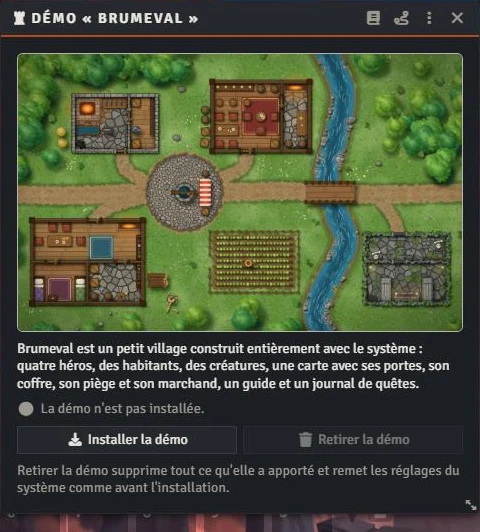 DÉMO « BRUMEVAL »
Brumeval est un petit village construit entièrement avec le système :
quatre héros, des habitants, des créatures, une carte avec ses portes, son
coffre, son piège et son marchand, un guide et un journal de quêtes.
La démo n'est pas installée.
Installer la démo
Retirer la démo
Retirer la démo supprime tout ce qu'elle a apporté et remet les réglages du
système comme avant l'installation.